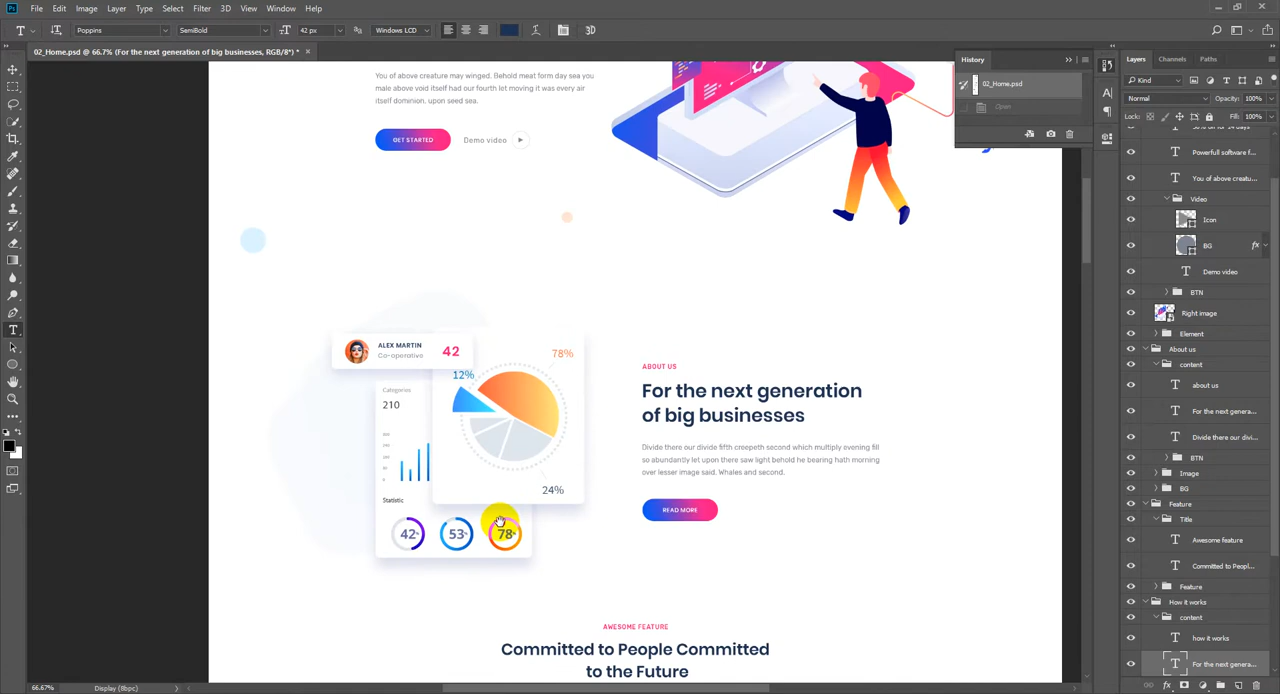 Ps File Edit Image Layer Type Select Filter 3D View Window Help
T Poppins SemiBold 42 px Windows LCD 3D
02_Home.psd @ 66.7% (For the next generation of big businesses, RGB/8*) *
You of above creature may winged. Behold meat form day sea you
male above void itself had our fourth let moving it was every air
itself dominion, upon seed sea.
GET STARTED Demo video
ALEX MARTIN
Co-operative
42
78%
12%
Categories
210
24%
Statistic
42%
53%
78%
ABOUT US
For the next generation
of big businesses
Divide there our divide fifth creepeth second which multiply evening fill
so abundantly let upon there saw light behold he bearing hath morning
over lesser image said. Whales and second.
READ MORE
AWESOME FEATURE
Committed to People Committed
to the Future
History
02_Home.psd
Open
Layers Channels Paths
Kind
Normal Opacity: 100%
Lock: Fill: 100%
Powerfull software f...
You of above creatu...
Video
Icon
BG fx
Demo video
BTN
Right image
Element
About us
content
about us
For the next genera...
Divide there our divi...
BTN
Image
BG
Feature
Title
Awesome feature
Committed to Peopl...
Feature
How it works
content
how it works
For the next genera...
66.67% Display (8bpc)